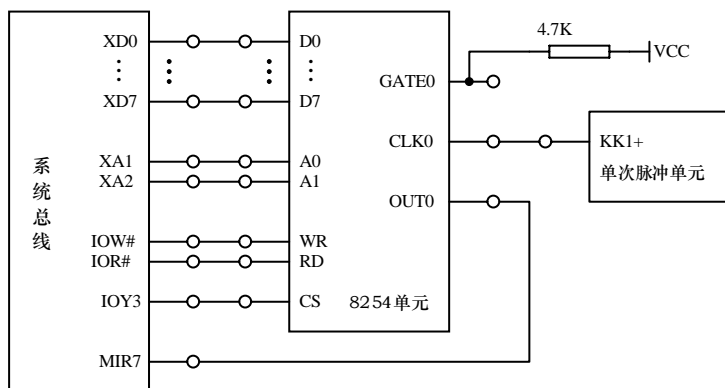 XD0
⋮
XD7
XA1
XA2
IOW#
IOR#
IOY3
MIR7
系统总线
⋮
⋮
D0
⋮
D7
A0
A1
WR
RD
CS
GATE0
CLK0
OUT0
8254单元
4.7K
VCC
KK1+
单次脉冲单元